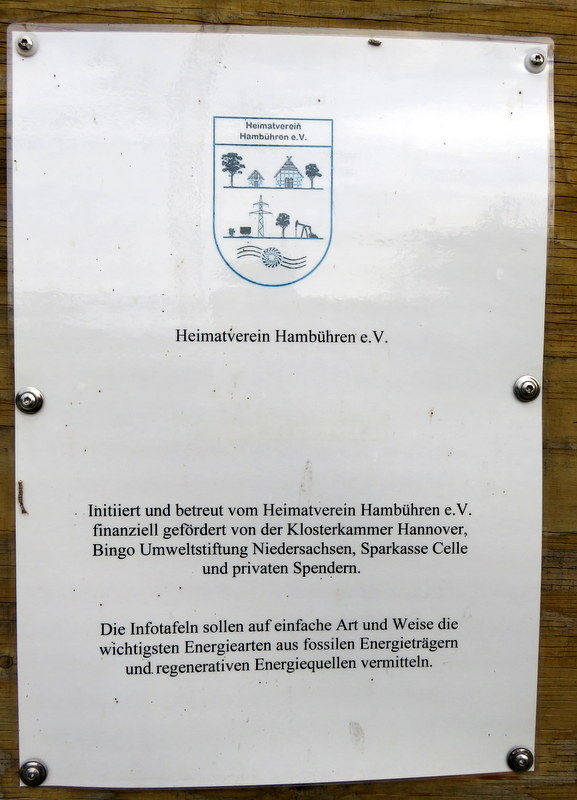 Heimatverein
Hambühren e.V.
Heimatverein Hambühren e.V.
Initiiert und betreut vom Heimatverein Hambühren e.V.
finanziell gefördert von der Klosterkammer Hannover,
Bingo Umweltstiftung Niedersachsen, Sparkasse Celle
und privaten Spendern.
Die Infotafeln sollen auf einfache Art und Weise die
wichtigsten Energiearten aus fossilen Energieträgern
und regenerativen Energiequellen vermitteln.